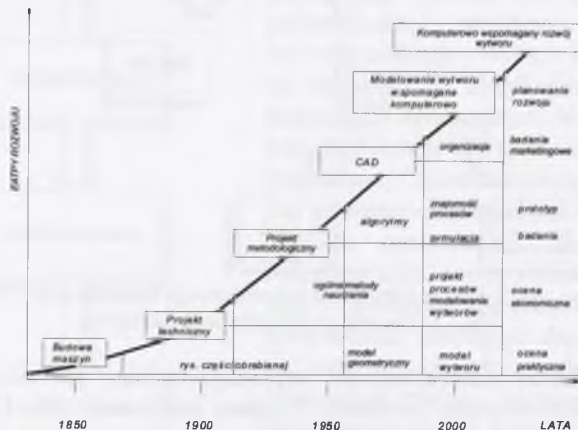 Komputerowo wspomagany rozwój
wytworu
Modelowanie wytworu
wspomagane
komputerowo
planowanie
rozwoju
EATPY ROZWOJU
organizacja
badania
marketingowe
CAD
algorytmy
znajomość
procesów
symulacja
prototyp
badania
Projekt
metodologiczny
ogólne metody
nauczania
projekt
procesów
modelowania
wytworów
ocena
ekonomiczna
Projekt
techniczny
Budowa
maszyn
rys. części obrabianej
model
geometryczny
model
wytworu
ocena
praktyczna
1850
1900
1950
2000
LATA